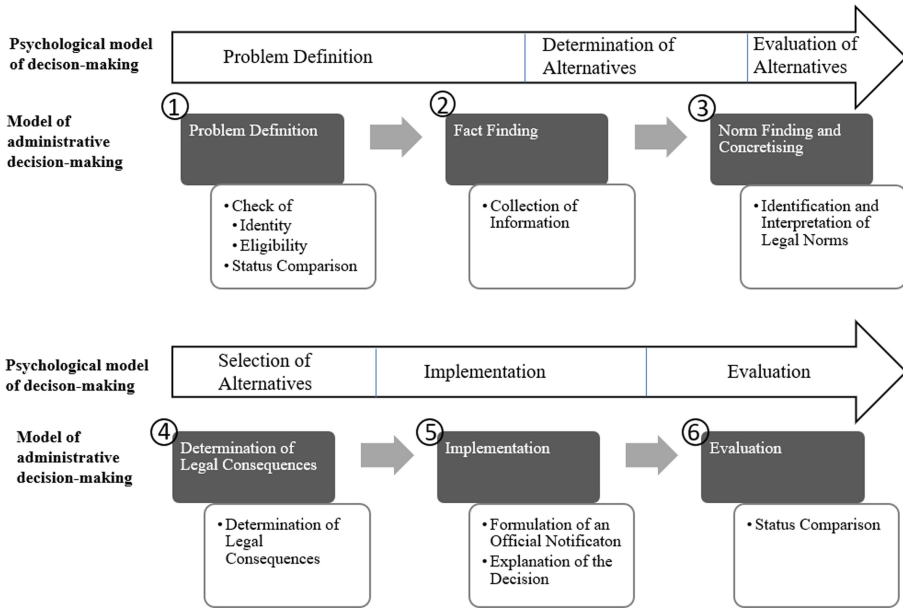 Psychological model
of decison-making
Problem Definition
Determination of
Alternatives
Evaluation of
Alternatives
Model of
administrative
decision-making
1
Problem Definition
• Check of
• Identity
• Eligibility
• Status Comparison
2
Fact Finding
• Collection of
Information
3
Norm Finding and
Concretising
• Identification and
Interpretation of
Legal Norms
Psychological model
of decison-making
Selection of
Alternatives
Implementation
Evaluation
Model of
administrative
decision-making
4
Determination of
Legal Consequences
• Determination of
Legal
Consequences
5
Implementation
• Formulation of an
Official Notificaton
• Explanation of the
Decision
6
Evaluation
• Status Comparison